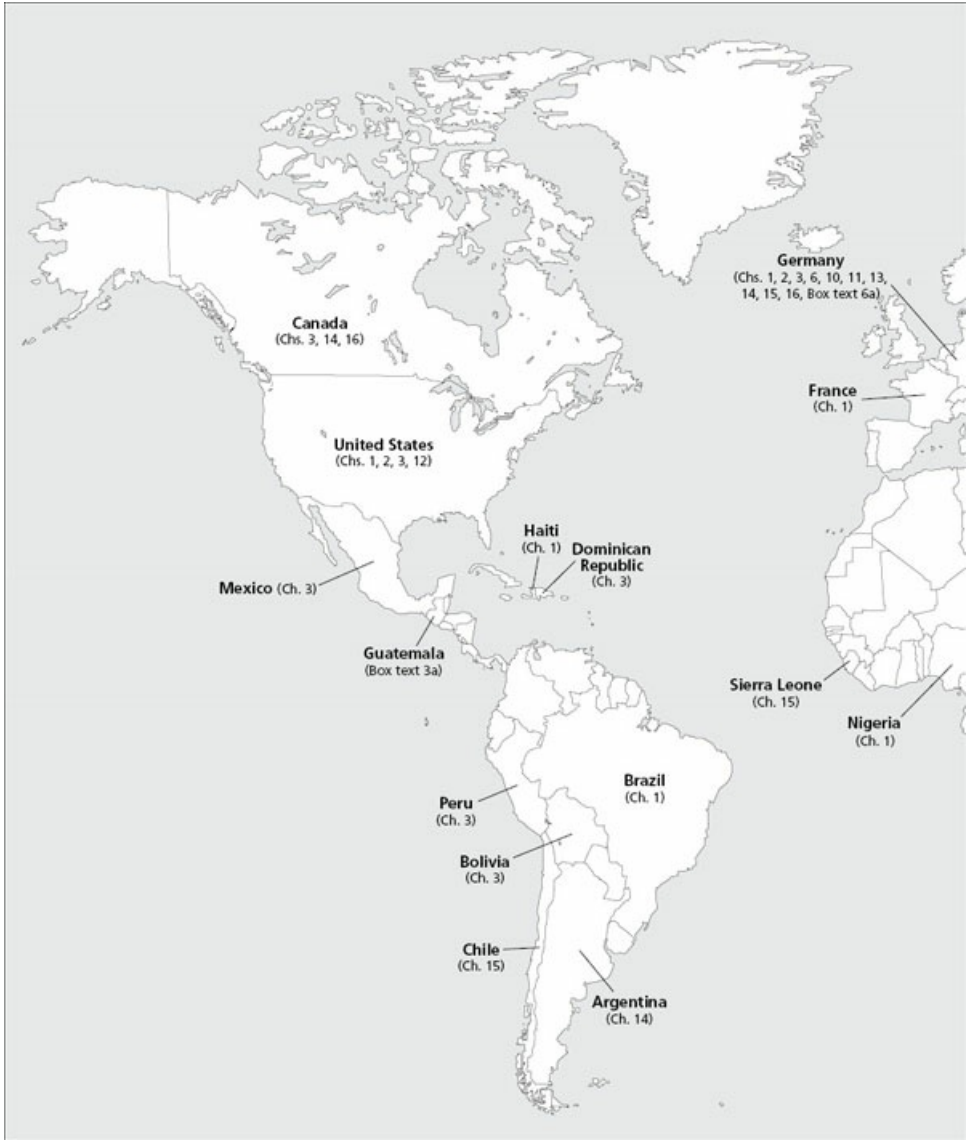 Germany
(Chs. 1, 2, 3, 6, 10, 11, 13,
14, 15, 16, Box text 6a)
Canada
(Chs. 3, 14, 16)
France
(Ch. 1)
United States
(Chs. 1, 2, 3, 12)
Haiti
(Ch. 1)
Dominican
Republic
(Ch. 3)
Mexico (Ch. 3)
Guatemala
(Box text 3a)
Sierra Leone
(Ch. 15)
Nigeria
(Ch. 1)
Brazil
(Ch. 1)
Peru
(Ch. 3)
Bolivia
(Ch. 3)
Chile
(Ch. 15)
Argentina
(Ch. 14)